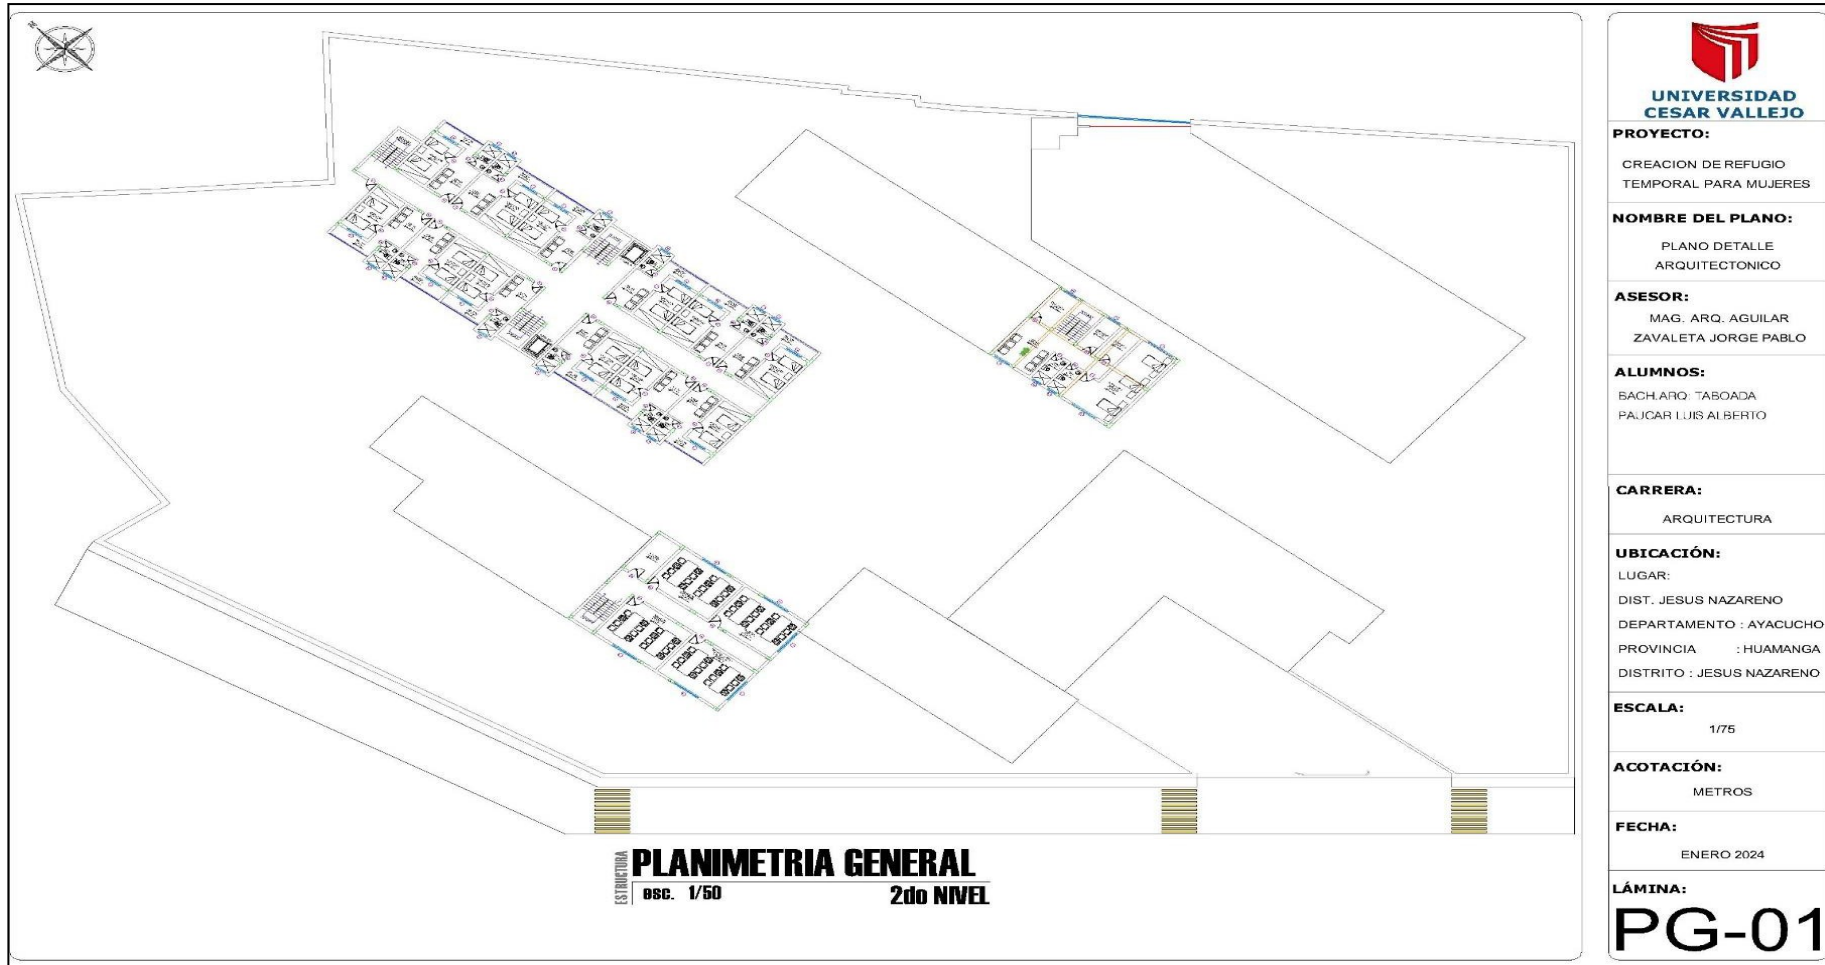 UNIVERSIDAD
CESAR VALLEJO
PROYECTO:
CREACION DE REFUGIO
TEMPORAL PARA MUJERES
NOMBRE DEL PLANO:
PLANO DETALLE
ARQUITECTONICO
ASESOR:
MAG. ARQ. AGUILAR
ZAVALETA JORGE PABLO
ALUMNOS:
BACH.ARQ: TABOADA
PAUCAR LUIS ALBERTO
CARRERA:
ARQUITECTURA
UBICACIÓN:
LUGAR:
DIST. JESUS NAZARENO
DEPARTAMENTO : AYACUCHO
PROVINCIA : HUAMANGA
DISTRITO : JESUS NAZARENO
ESCALA:
1/75
ACOTACIÓN:
METROS
FECHA:
ENERO 2024
LÁMINA:
PG-01
ESTRUCTURA
PLANIMETRIA GENERAL
esc. 1/50 2do NIVEL